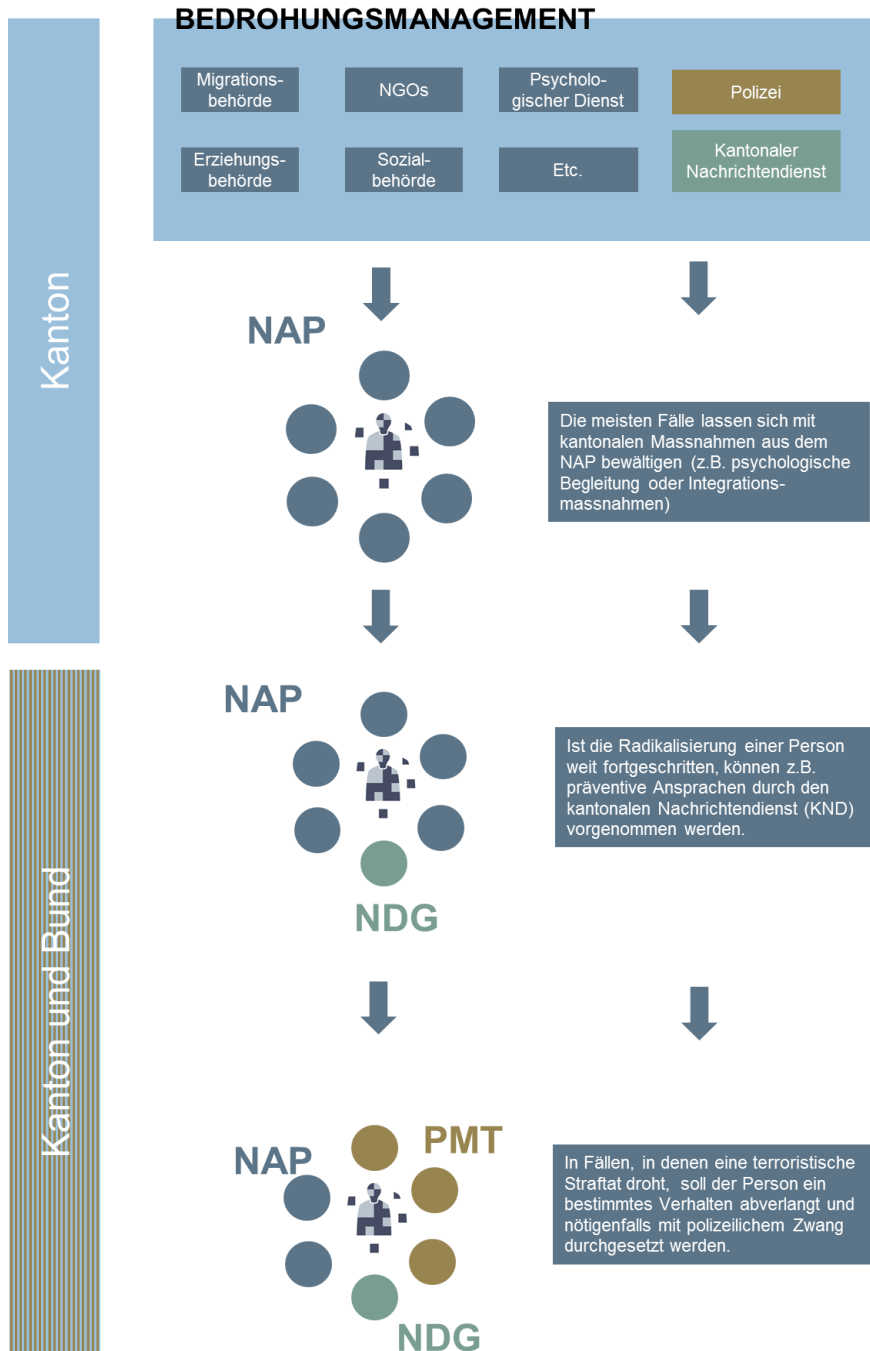 BEDROHUNGSMANAGEMENT
Migrations-
behörde
NGOs
Psycholo-
gischer Dienst
Polizei
Erziehungs-
behörde
Sozial-
behörde
Etc.
Kantonaler
Nachrichtendienst
Kanton
NAP
Die meisten Fälle lassen sich mit
kantonalen Massnahmen aus dem
NAP bewältigen (z.B. psychologische
Begleitung oder Integrations-
massnahmen)
Kanton und Bund
NAP
Ist die Radikalisierung einer Person
weit fortgeschritten, können z.B.
präventive Ansprachen durch den
kantonalen Nachrichtendienst (KND)
vorgenommen werden.
NDG
PMT
NAP
In Fällen, in denen eine terroristische
Straftat droht, soll der Person ein
bestimmtes Verhalten abverlangt und
nötigenfalls mit polizeilichem Zwang
durchgesetzt werden.
NDG